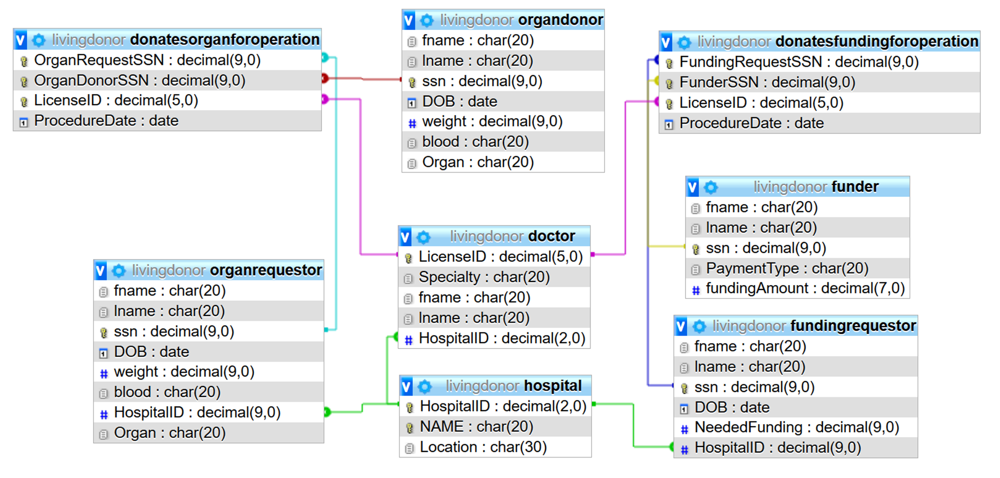 livingdonor donatesorganforoperation
OrganRequestSSN : decimal(9,0)
OrganDonorSSN : decimal(9,0)
LicenseID : decimal(5,0)
ProcedureDate : date
livingdonor organdonor
fname : char(20)
lname : char(20)
ssn : decimal(9,0)
DOB : date
weight : decimal(9,0)
blood : char(20)
Organ : char(20)
livingdonor donatesfundingforoperation
FundingRequestSSN : decimal(9,0)
FunderSSN : decimal(9,0)
LicenseID : decimal(5,0)
ProcedureDate : date
livingdonor funder
fname : char(20)
lname : char(20)
ssn : decimal(9,0)
PaymentType : char(20)
fundingAmount : decimal(7,0)
livingdonor doctor
LicenseID : decimal(5,0)
Specialty : char(20)
fname : char(20)
lname : char(20)
HospitalID : decimal(2,0)
livingdonor organrequestor
fname : char(20)
lname : char(20)
ssn : decimal(9,0)
DOB : date
weight : decimal(9,0)
blood : char(20)
HospitalID : decimal(9,0)
Organ : char(20)
livingdonor hospital
HospitalID : decimal(2,0)
NAME : char(20)
Location : char(30)
livingdonor fundingrequestor
fname : char(20)
lname : char(20)
ssn : decimal(9,0)
DOB : date
NeededFunding : decimal(9,0)
HospitalID : decimal(9,0)